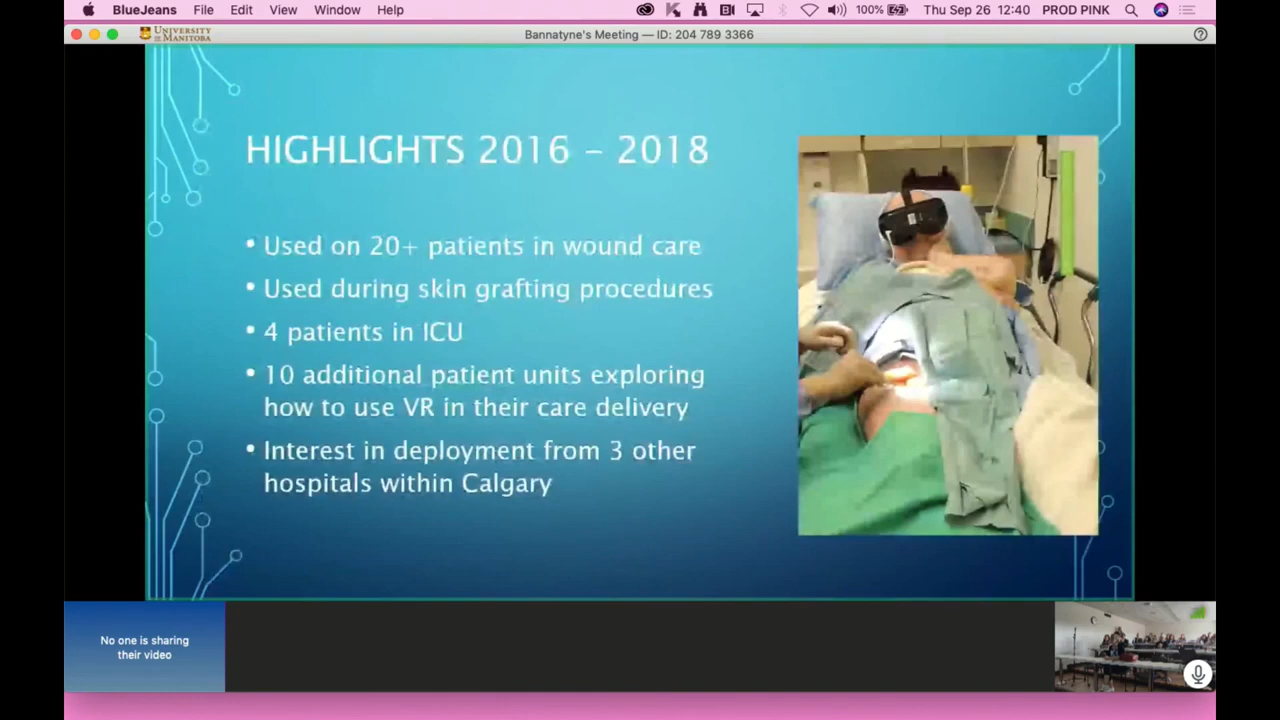 BlueJeans File Edit View Window Help 100% Thu Sep 26 12:40 PROD PINK
UNIVERSITY OF MANITOBA
Bannatyne's Meeting — ID: 204 789 3366
HIGHLIGHTS 2016 – 2018
• Used on 20+ patients in wound care
• Used during skin grafting procedures
• 4 patients in ICU
• 10 additional patient units exploring
how to use VR in their care delivery
• Interest in deployment from 3 other
hospitals within Calgary
No one is sharing
their video